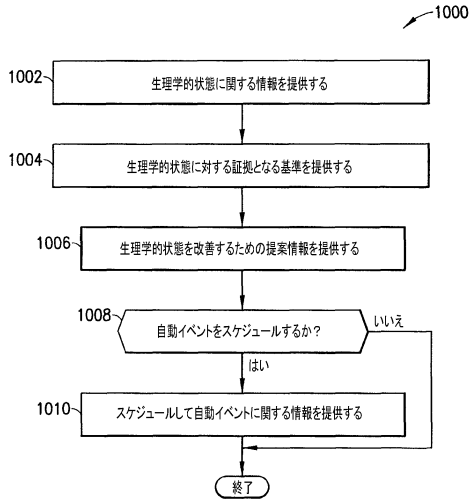 1000
1002
生理学的状態に関する情報を提供する
1004
生理学的状態に対する証拠となる基準を提供する
1006
生理学的状態を改善するための提案情報を提供する
1008
自動イベントをスケジュールするか?
いいえ
はい
1010
スケジュールして自動イベントに関する情報を提供する
終了